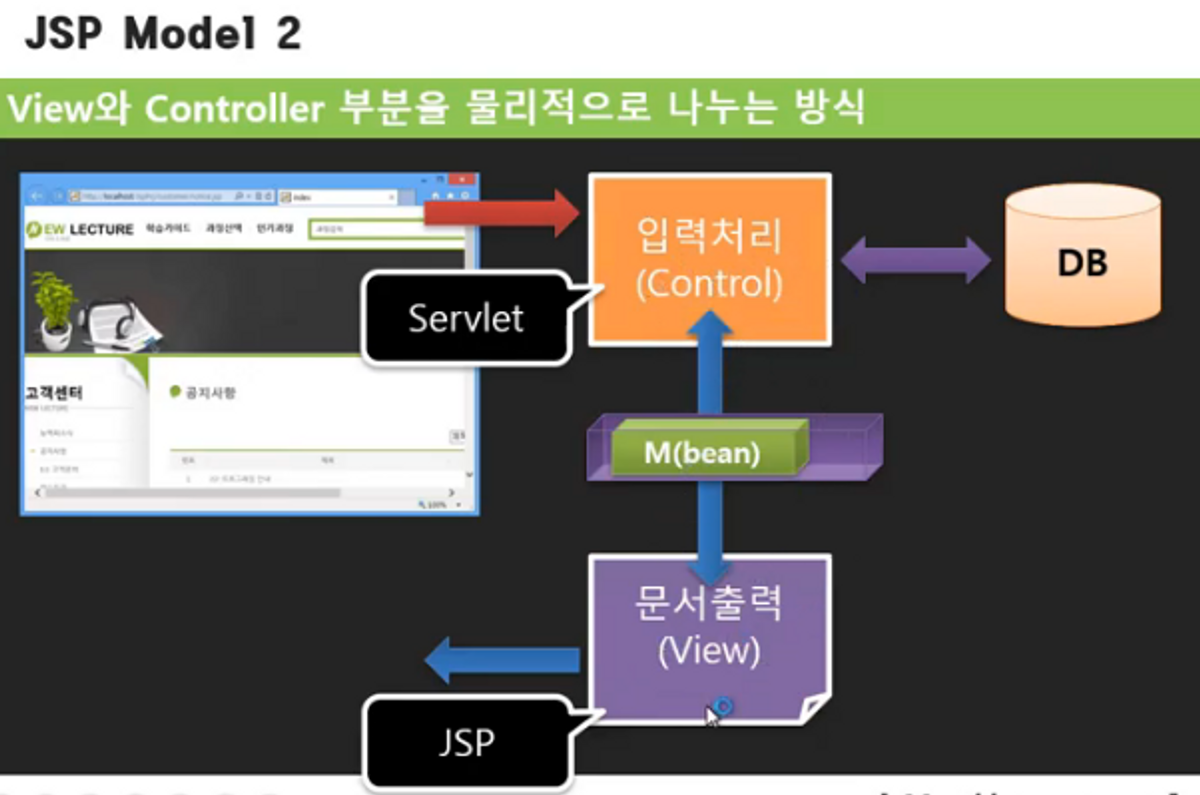 JSP Model 2
View와 Controller 부분을 물리적으로 나누는 방식
NEW LECTURE 학습가이드 과정선택 인기과정
입력처리
(Control)
DB
Servlet
고객센터
공지사항
M(bean)
문서출력
(View)
JSP